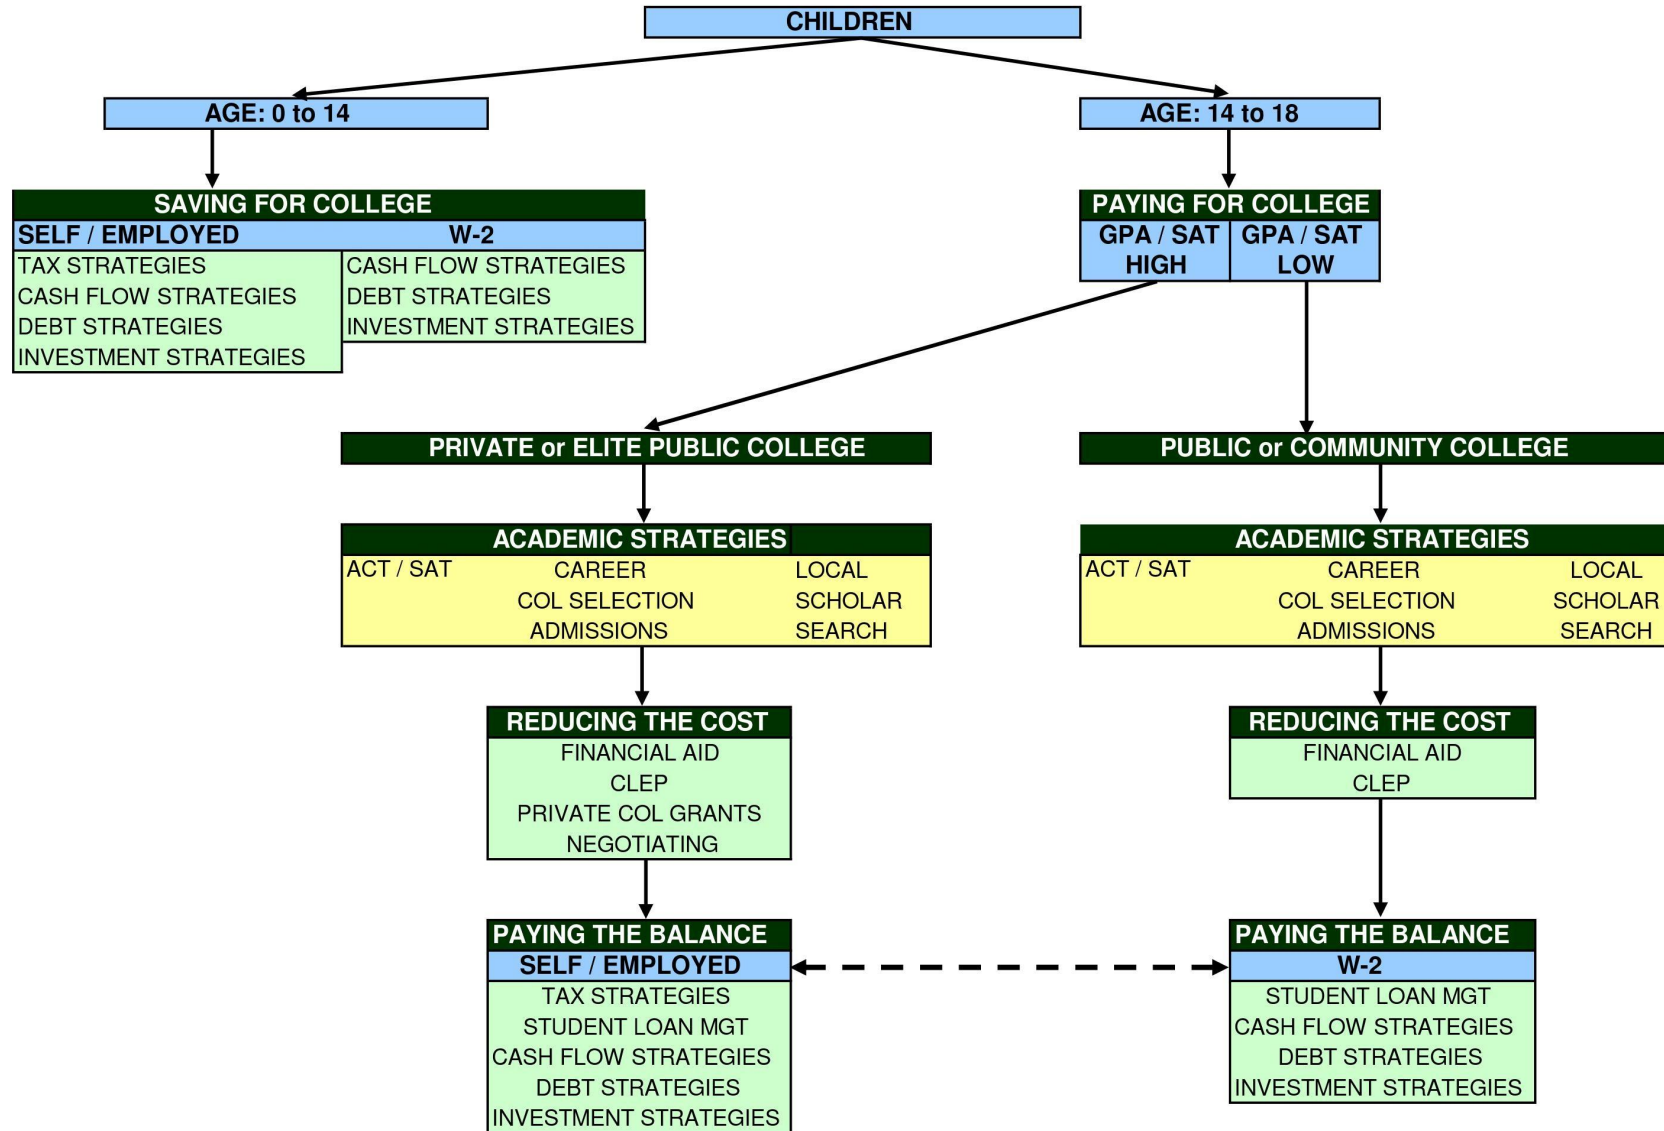 CHILDREN
AGE: 0 to 14
AGE: 14 to 18
SAVING FOR COLLEGE
SELF / EMPLOYED
W-2
TAX STRATEGIES
CASH FLOW STRATEGIES
DEBT STRATEGIES
INVESTMENT STRATEGIES
CASH FLOW STRATEGIES
DEBT STRATEGIES
INVESTMENT STRATEGIES
PAYING FOR COLLEGE
GPA / SAT
HIGH
GPA / SAT
LOW
PRIVATE or ELITE PUBLIC COLLEGE
ACADEMIC STRATEGIES
ACT / SAT
CAREER
COL SELECTION
ADMISSIONS
LOCAL
SCHOLAR
SEARCH
REDUCING THE COST
FINANCIAL AID
CLEP
PRIVATE COL GRANTS
NEGOTIATING
PAYING THE BALANCE
SELF / EMPLOYED
TAX STRATEGIES
STUDENT LOAN MGT
CASH FLOW STRATEGIES
DEBT STRATEGIES
INVESTMENT STRATEGIES
PUBLIC or COMMUNITY COLLEGE
ACADEMIC STRATEGIES
ACT / SAT
CAREER
COL SELECTION
ADMISSIONS
LOCAL
SCHOLAR
SEARCH
REDUCING THE COST
FINANCIAL AID
CLEP
PAYING THE BALANCE
W-2
STUDENT LOAN MGT
CASH FLOW STRATEGIES
DEBT STRATEGIES
INVESTMENT STRATEGIES